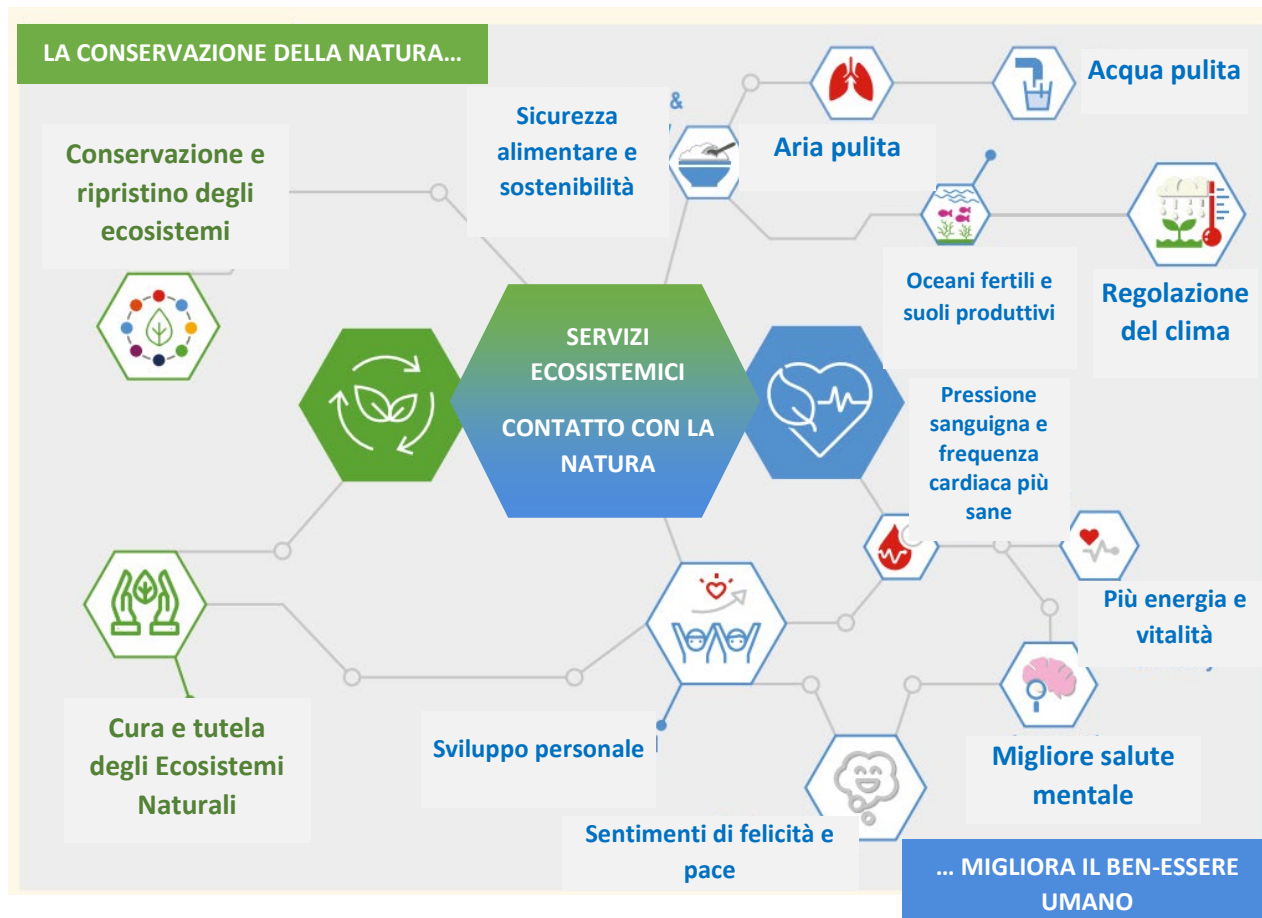 LA CONSERVAZIONE DELLA NATURA…
Acqua pulita
&
Sicurezza
alimentare e
sostenibilità
Aria pulita
Conservazione e
ripristino degli
ecosistemi
Oceani fertili e
suoli produttivi
Regolazione
del clima
SERVIZI
ECOSISTEMICI
CONTATTO CON LA
NATURA
Pressione
sanguigna e
frequenza
cardiaca più
sane
Più energia e
vitalità
Cura e tutela
degli Ecosistemi
Naturali
Sviluppo personale
Migliore salute
mentale
Sentimenti di felicità e
pace
… MIGLIORA IL BEN-ESSERE
UMANO